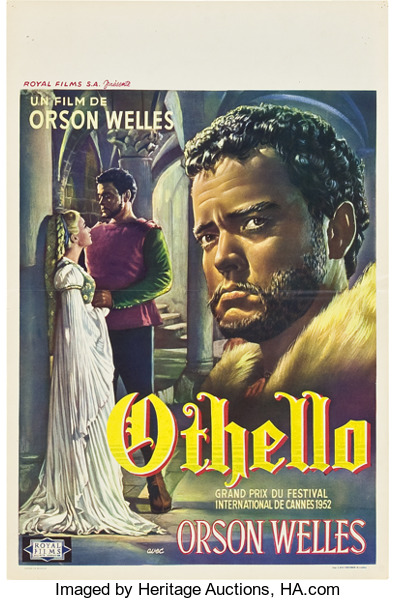 ROYAL FILMS S.A. présente
UN FILM DE
ORSON WELLES
Othello
GRAND PRIX DU FESTIVAL
INTERNATIONAL DE CANNES 1952
avec
ORSON WELLES
ROYAL
FILMS
Imaged by Heritage Auctions, HA.com